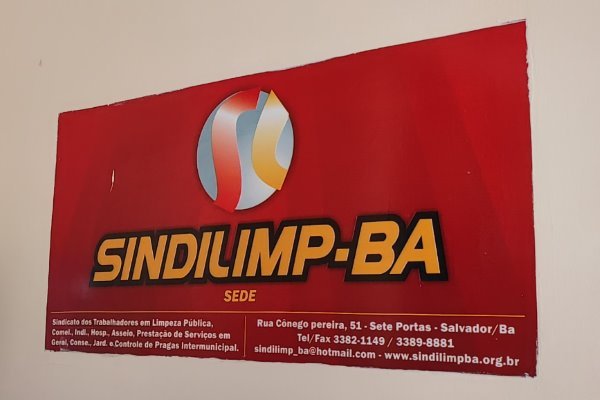 SINDILIMP-BA
SEDE
Sindicato dos Trabalhadores em Limpeza Pública,
Comel., Indl., Hosp., Asseio, Prestação de Serviços em
Geral, Conse., Jard. e Controle de Pragas Intermunicipal.
Rua Cônego pereira, 51 - Sete Portas - Salvador/Ba
Tel/Fax 3382-1149 / 3389-8881
sindilimp_ba@hotmail.com - www.sindilimpba.org.br